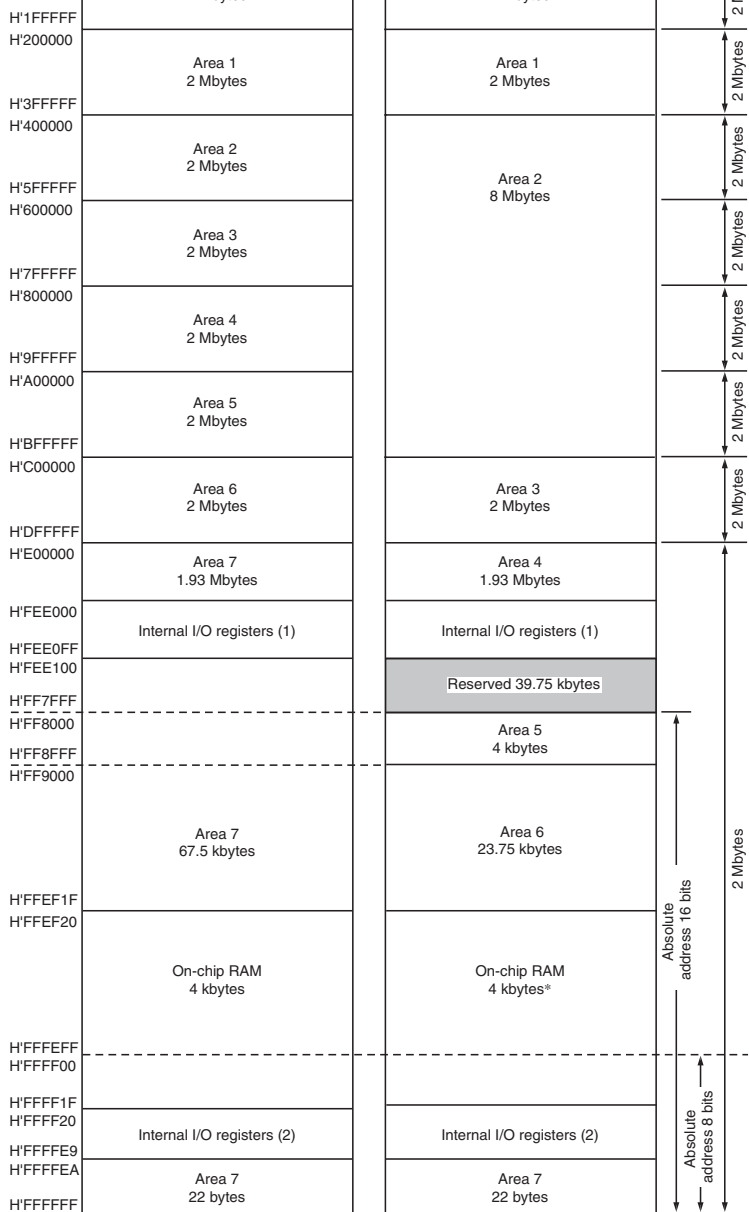 H'1FFFFF
H'200000
Area 1
2 Mbytes
Area 1
2 Mbytes
2 Mbytes
H'3FFFFF
H'400000
Area 2
2 Mbytes
Area 2
8 Mbytes
2 Mbytes
H'5FFFFF
H'600000
Area 3
2 Mbytes
2 Mbytes
H'7FFFFF
H'800000
Area 4
2 Mbytes
2 Mbytes
H'9FFFFF
H'A00000
Area 5
2 Mbytes
2 Mbytes
H'BFFFFF
H'C00000
Area 6
2 Mbytes
Area 3
2 Mbytes
2 Mbytes
H'DFFFFF
H'E00000
Area 7
1.93 Mbytes
Area 4
1.93 Mbytes
H'FEE000
Internal I/O registers (1)
Internal I/O registers (1)
H'FEE0FF
H'FEE100
Reserved 39.75 kbytes
H'FF7FFF
H'FF8000
Area 5
4 kbytes
H'FF8FFF
H'FF9000
Area 7
67.5 kbytes
Area 6
23.75 kbytes
2 Mbytes
H'FFEF1F
H'FFEF20
Absolute
address 16 bits
On-chip RAM
4 kbytes
On-chip RAM
4 kbytes*
H'FFFEFF
H'FFFF00
H'FFFF1F
H'FFFF20
Internal I/O registers (2)
Internal I/O registers (2)
Absolute
address 8 bits
H'FFFFE9
H'FFFFEA
Area 7
22 bytes
Area 7
22 bytes
H'FFFFFF